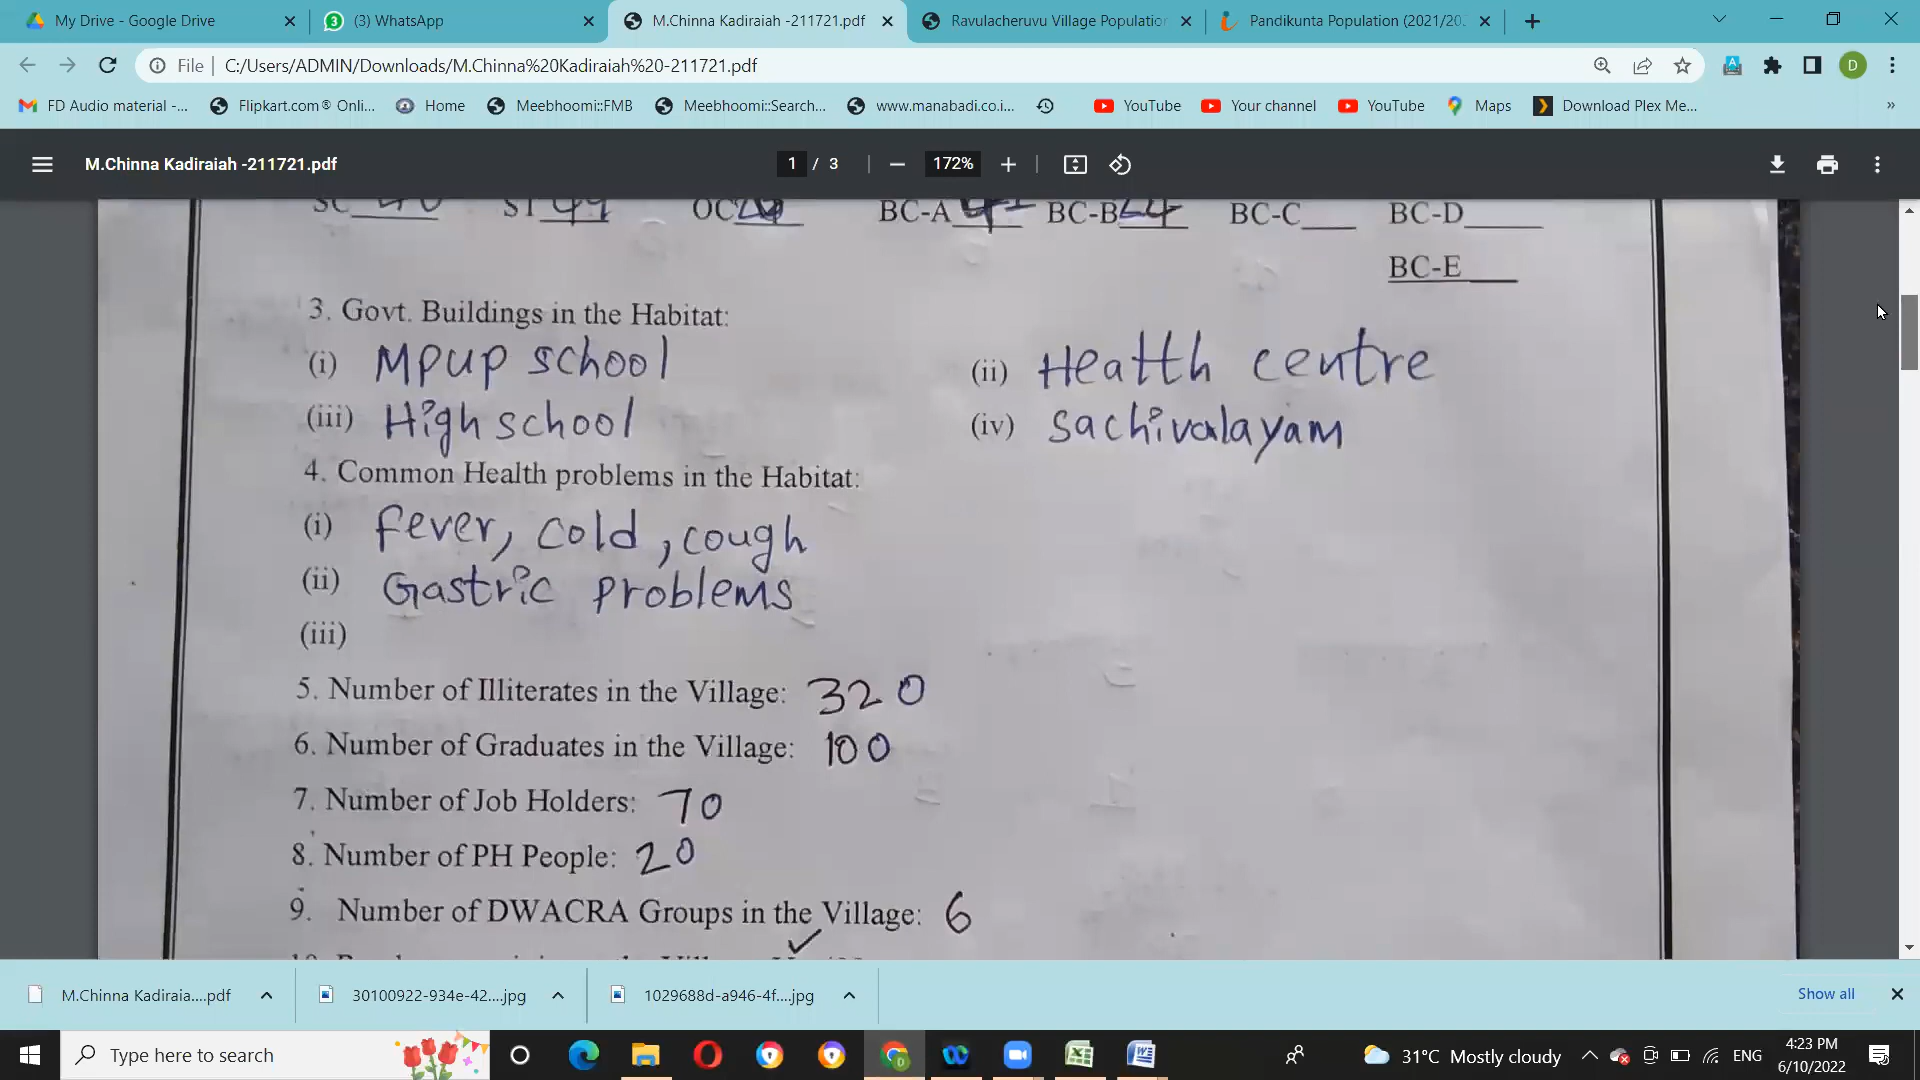 My Drive - Google Drive
(3) WhatsApp
M.Chinna Kadiraiah -211721.pdf
Ravulacheruvu Village Population
Pandikunta Population (2021/202
File
C:/Users/ADMIN/Downloads/M.Chinna%20Kadiraiah%20-211721.pdf
D
FD Audio material -...
Flipkart.com® Onli...
Home
Meebhoomi::FMB
Meebhoomi::Search...
www.manabadi.co.i...
YouTube
Your channel
YouTube
Maps
Download Plex Me...
»
M.Chinna Kadiraiah -211721.pdf
1 / 3
172%
SC ST 44 OC BC-A BC-B 24 BC-C BC-D
BC-E
3. Govt. Buildings in the Habitat:
(i) MPUP school (ii) Health centre
(iii) High school (iv) Sachivalayam
4. Common Health problems in the Habitat:
(i) Fever, cold, cough
(ii) Gastric problems
(iii)
5. Number of Illiterates in the Village: 320
6. Number of Graduates in the Village: 100
7. Number of Job Holders: 70
8. Number of PH People: 20
9. Number of DWACRA Groups in the Village: 6
M.Chinna Kadiraia....pdf
30100922-934e-42....jpg
1029688d-a946-4f....jpg
Show all
Type here to search
31°C Mostly cloudy
ENG
4:23 PM
6/10/2022